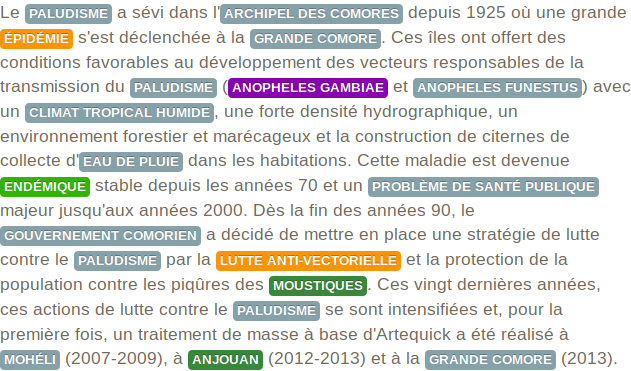 Le PALUDISME a sévi dans l'ARCHIPEL DES COMORES depuis 1925 où une grande
ÉPIDÉMIE s'est déclenchée à la GRANDE COMORE. Ces îles ont offert des
conditions favorables au développement des vecteurs responsables de la
transmission du PALUDISME (ANOPHELES GAMBIAE et ANOPHELES FUNESTUS) avec
un CLIMAT TROPICAL HUMIDE, une forte densité hydrographique, un
environnement forestier et marécageux et la construction de citernes de
collecte d'EAU DE PLUIE dans les habitations. Cette maladie est devenue
ENDÉMIQUE stable depuis les années 70 et un PROBLÈME DE SANTÉ PUBLIQUE
majeur jusqu'aux années 2000. Dès la fin des années 90, le
GOUVERNEMENT COMORIEN a décidé de mettre en place une stratégie de lutte
contre le PALUDISME par la LUTTE ANTI-VECTORIELLE et la protection de la
population contre les piqûres des MOUSTIQUES. Ces vingt dernières années,
ces actions de lutte contre le PALUDISME se sont intensifiées et, pour la
première fois, un traitement de masse à base d'Artequick a été réalisé à
MOHÉLI (2007-2009), à ANJOUAN (2012-2013) et à la GRANDE COMORE (2013).